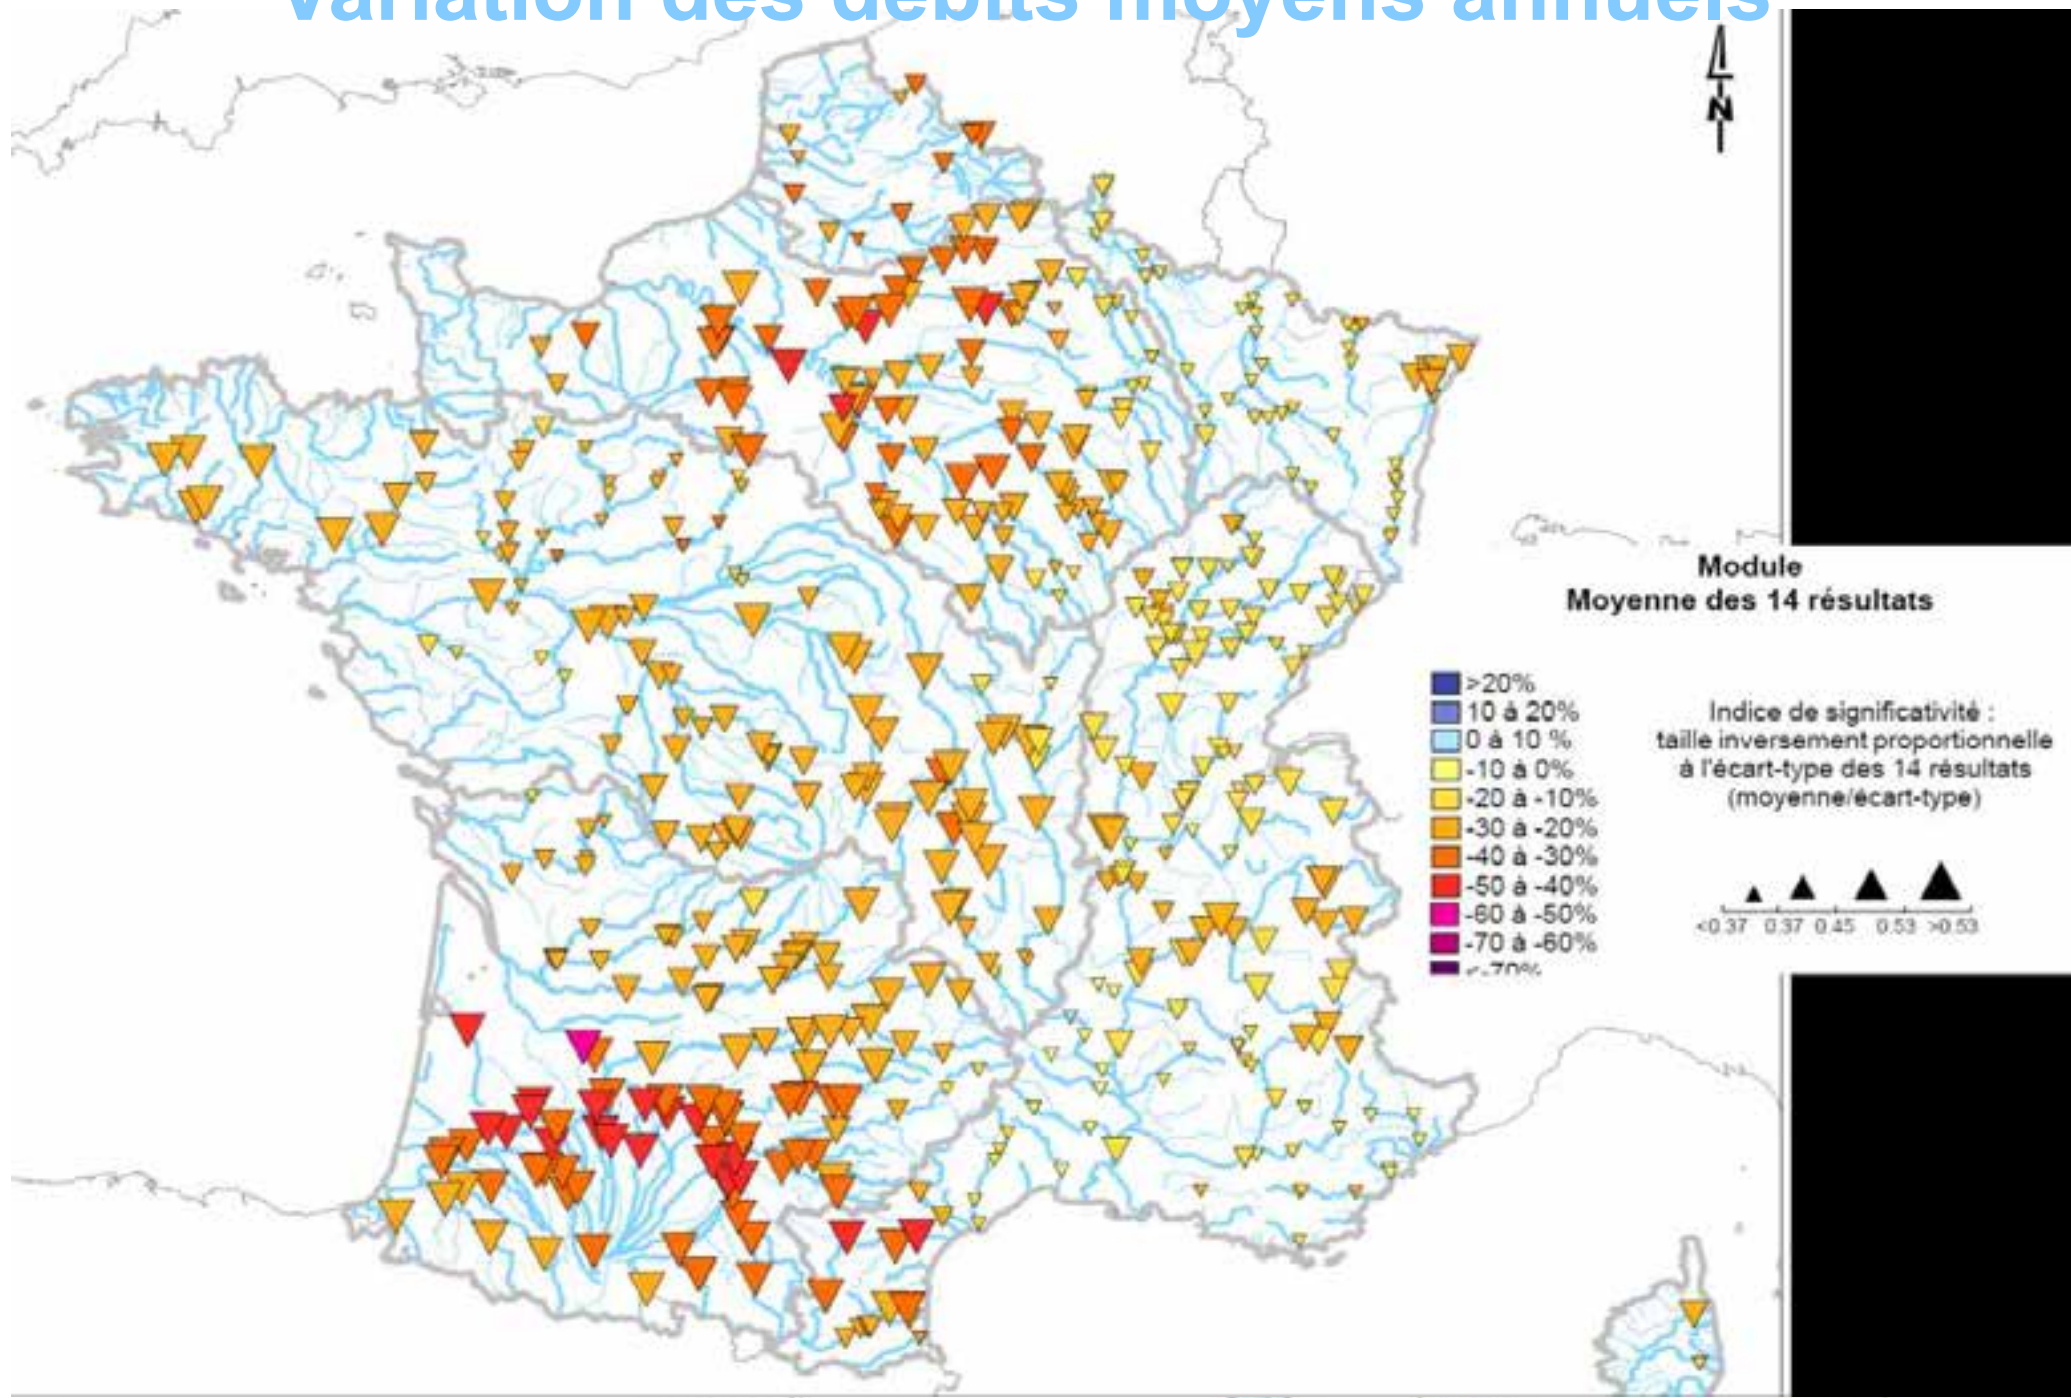 Variation des débits moyens annuels
N
Module
Moyenne des 14 résultats
>20%
10 à 20%
0 à 10 %
-10 à 0%
-20 à -10%
-30 à -20%
-40 à -30%
-50 à -40%
-60 à -50%
-70 à -60%
<-70%
Indice de significativité :
taille inversement proportionnelle
à l'écart-type des 14 résultats
(moyenne/écart-type)
<0.37 0.37 0.45 0.53 >0.53